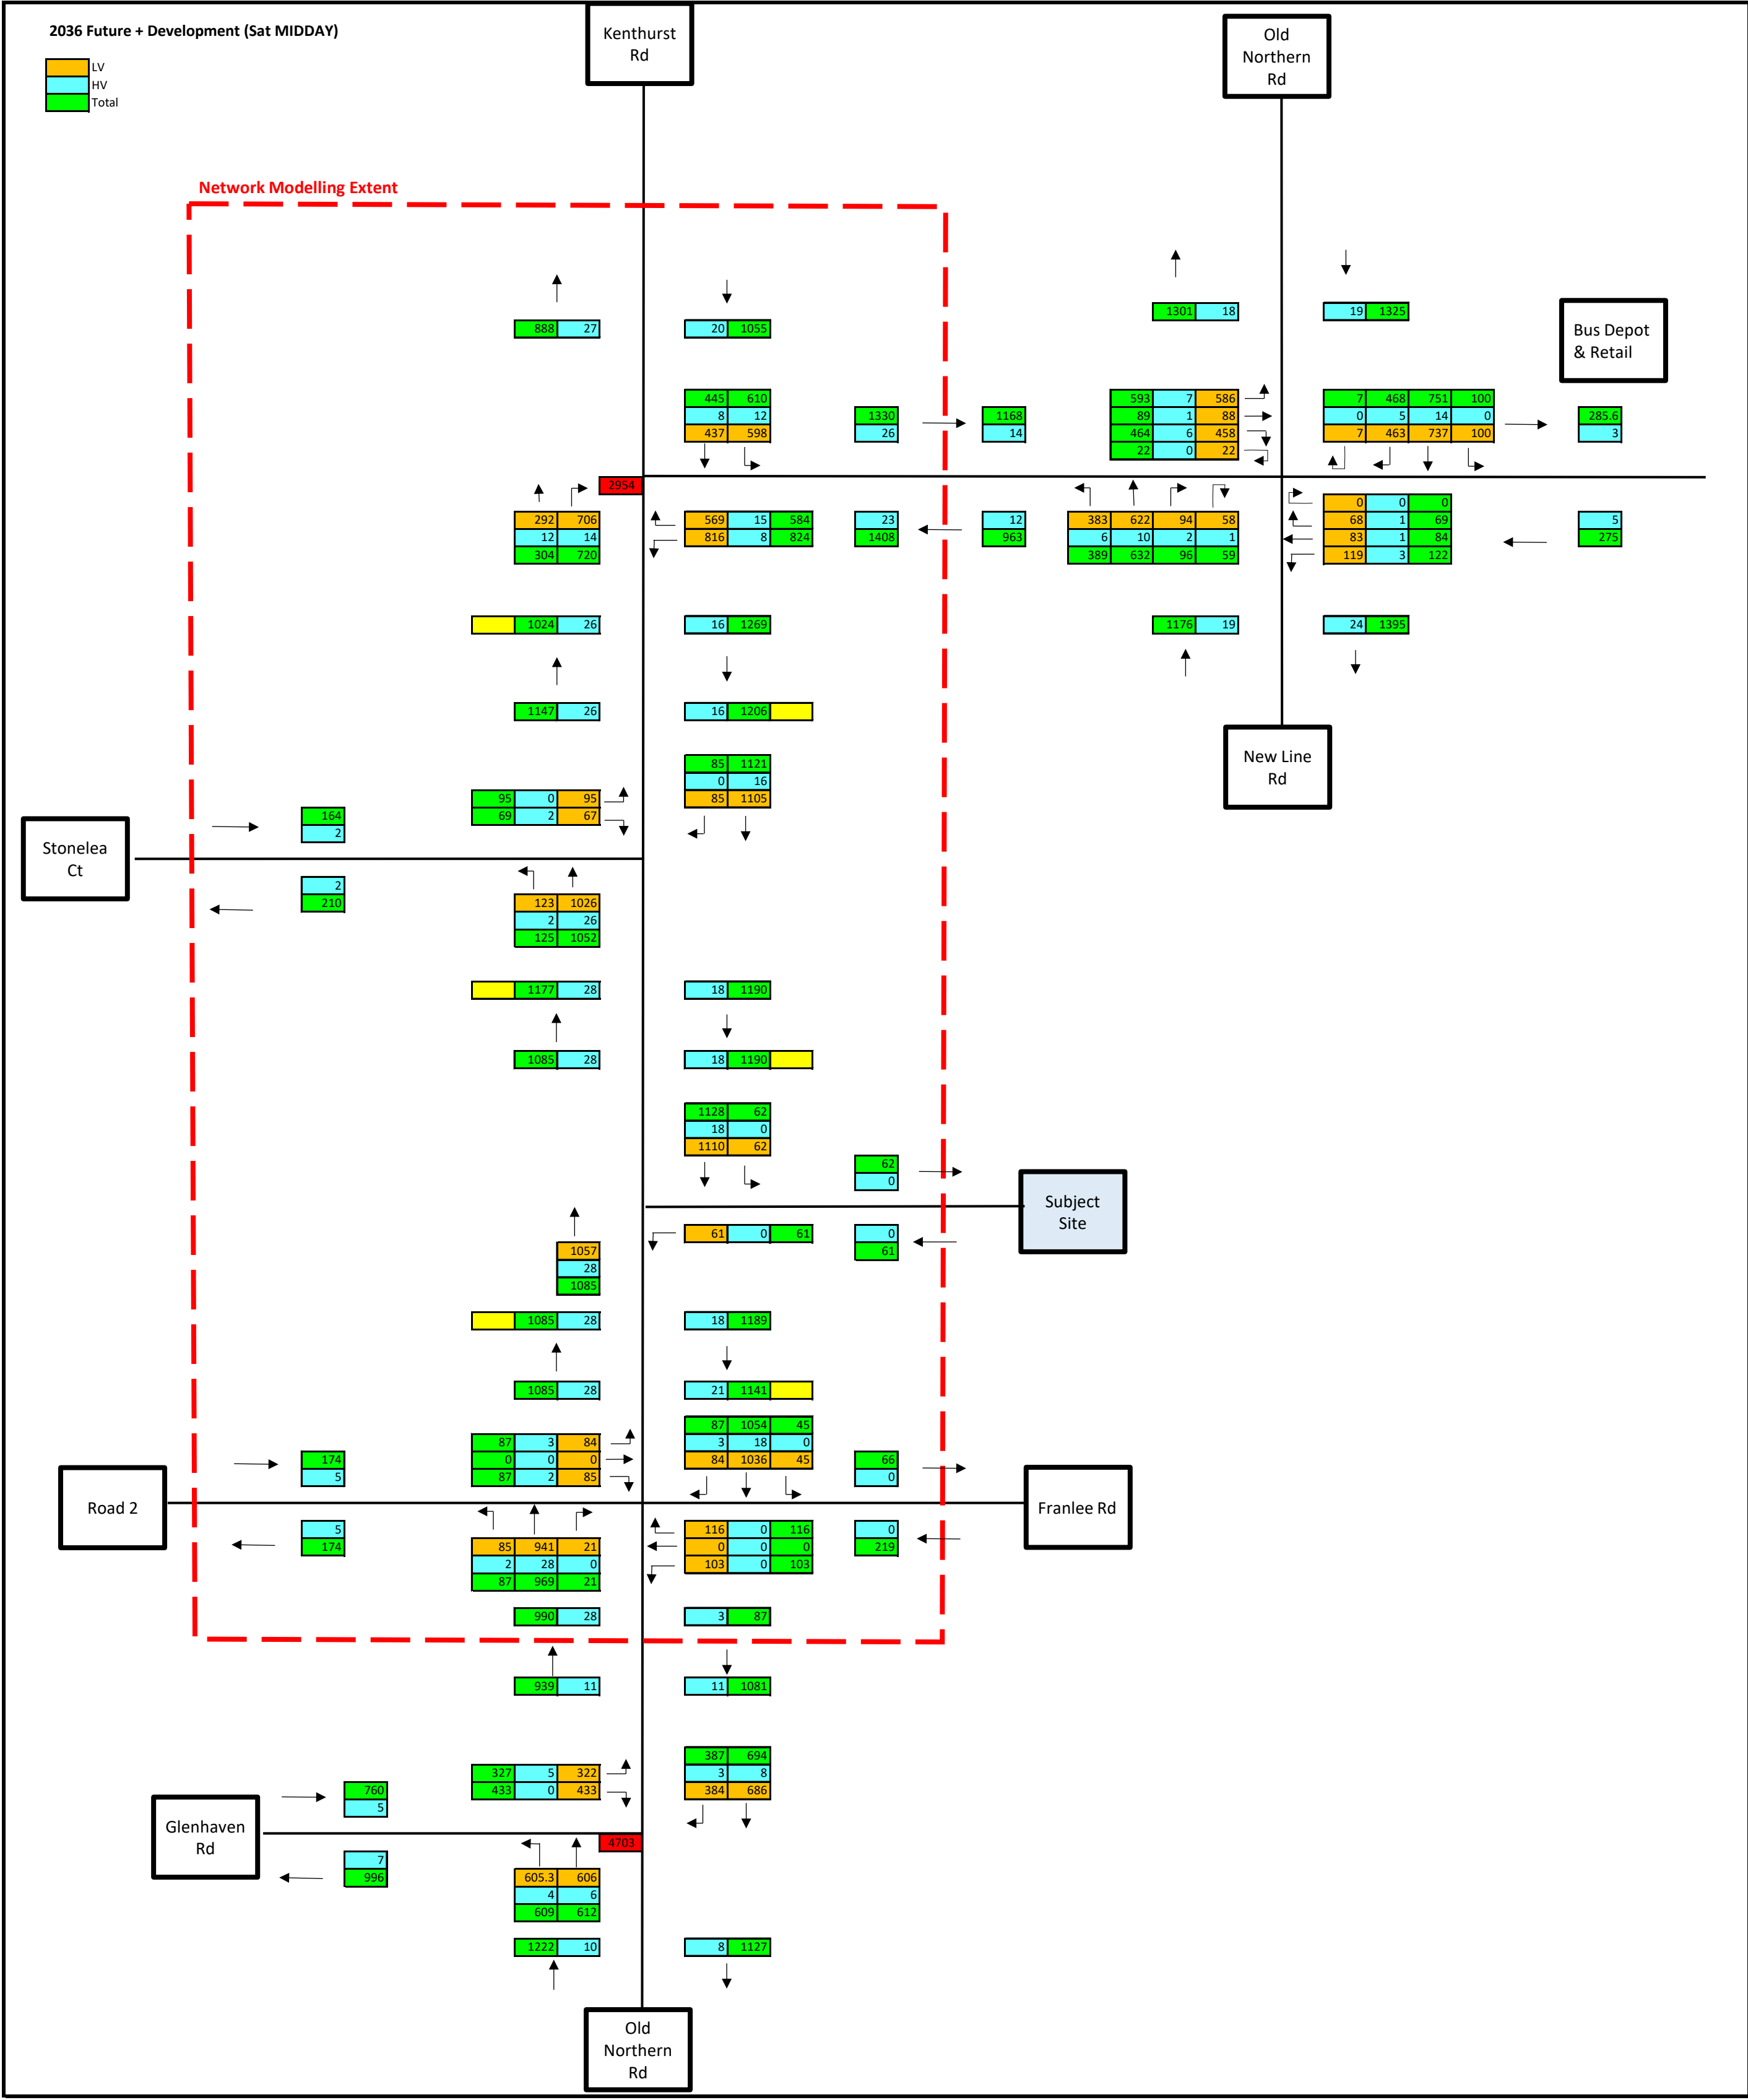 2036 Future + Development (Sat MIDDAY)
Kenthurst
Rd
Old
Northern
Rd
LV
HV
Total
Network Modelling Extent
888 27
20 1055
1301 18
19 1325
Bus Depot
& Retail
445 610
8 12
437 598
1330
26
1168
14
593 7 586
89 1 88
464 6 458
22 0 22
7 468 751 100
0 5 14 0
7 463 737 100
285.6
3
2954
292 706
12 14
304 720
569 15 584
816 8 824
23
1408
12
963
383 622 94 58
6 10 2 1
389 632 96 59
0 0 0
68 1 69
83 1 84
119 3 122
5
275
1024 26
16 1269
1176 19
24 1395
1147 26
16 1206
New Line
Rd
85 1121
0 16
85 1105
95 0 95
69 2 67
164
2
Stonelea
Ct
2
210
123 1026
2 26
125 1052
1177 28
18 1190
1085 28
18 1190
1128 62
18 0
1110 62
62
0
Subject
Site
61 0 61
0
61
1057
28
1085
1085 28
18 1189
1085 28
21 1141
87 3 84
0 0 0
87 2 85
87 1054 45
3 18 0
84 1036 45
174
5
66
0
Road 2
Franlee Rd
5
174
85 941 21
2 28 0
87 969 21
116 0 116
0 0 0
103 0 103
0
219
990 28
3 87
939 11
11 1081
387 694
3 8
384 686
327 5 322
433 0 433
760
5
Glenhaven
Rd
4703
7
996
605.3 606
4 6
609 612
1222 10
8 1127
Old
Northern
Rd